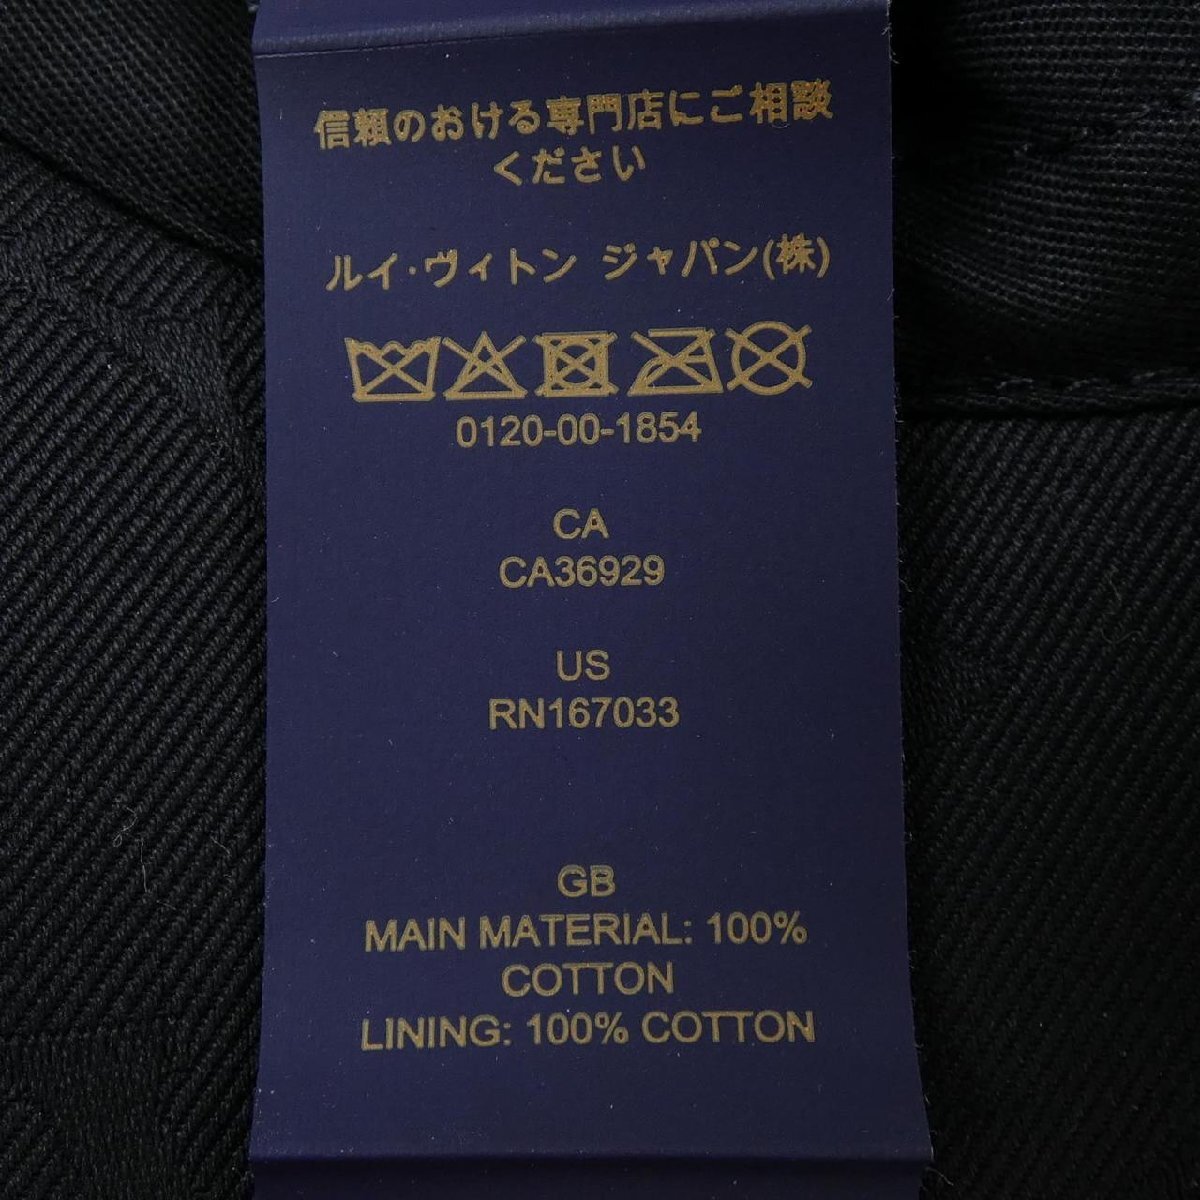 信頼のおける専門店にご相談
ください
ルイ・ヴィトン ジャパン(株)
0120-00-1854
CA
CA36929
US
RN167033
GB
MAIN MATERIAL: 100%
COTTON
LINING: 100% COTTON